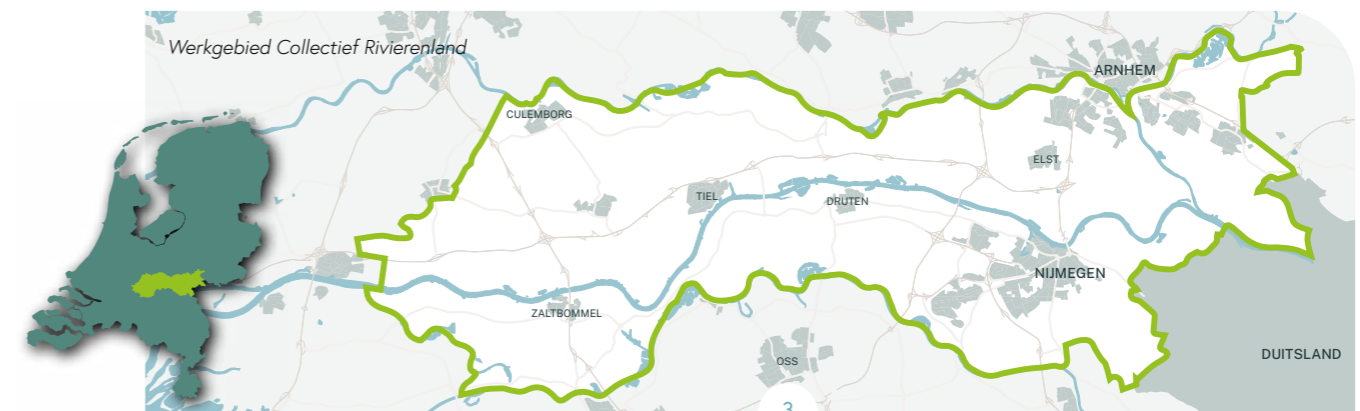 Werkgebied Collectief Rivierenland
ARNHEM
CULEMBORG
ELST
TIEL
DRUTEN
NIJMEGEN
ZALTBOMMEL
DUITSLAND
OSS
3